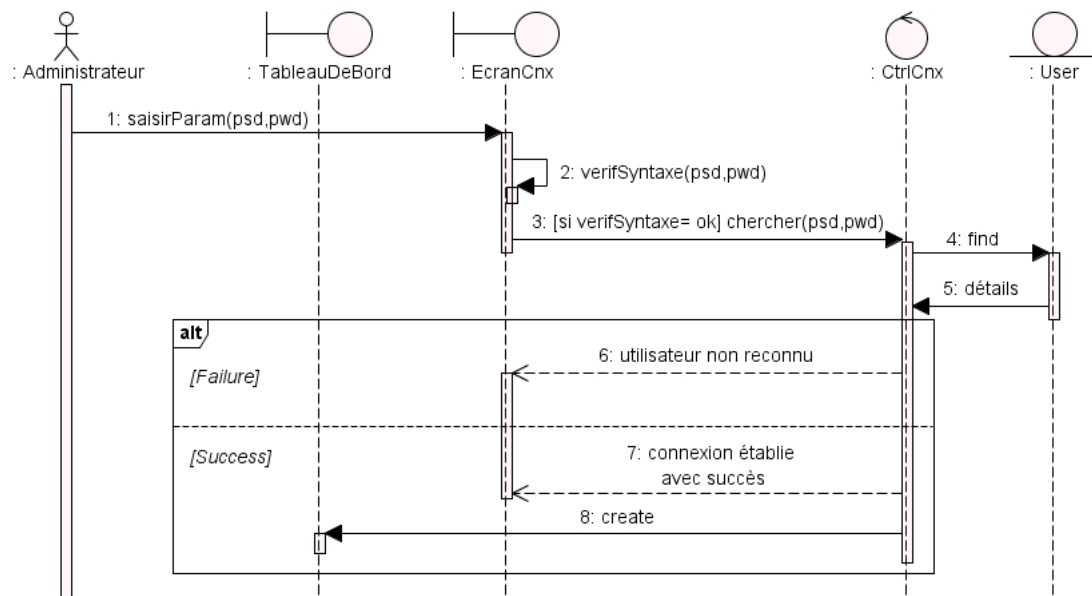 : Administrateur
: TableauDeBord
: EcranCnx
: CtrlCnx
: User
1: saisirParam(psd,pwd)
2: verifSyntaxe(psd,pwd)
3: [si verifSyntaxe= ok] chercher(psd,pwd)
4: find
5: détails
alt
6: utilisateur non reconnu
[Failure]
[Success]
7: connexion établie
avec succès
8: create